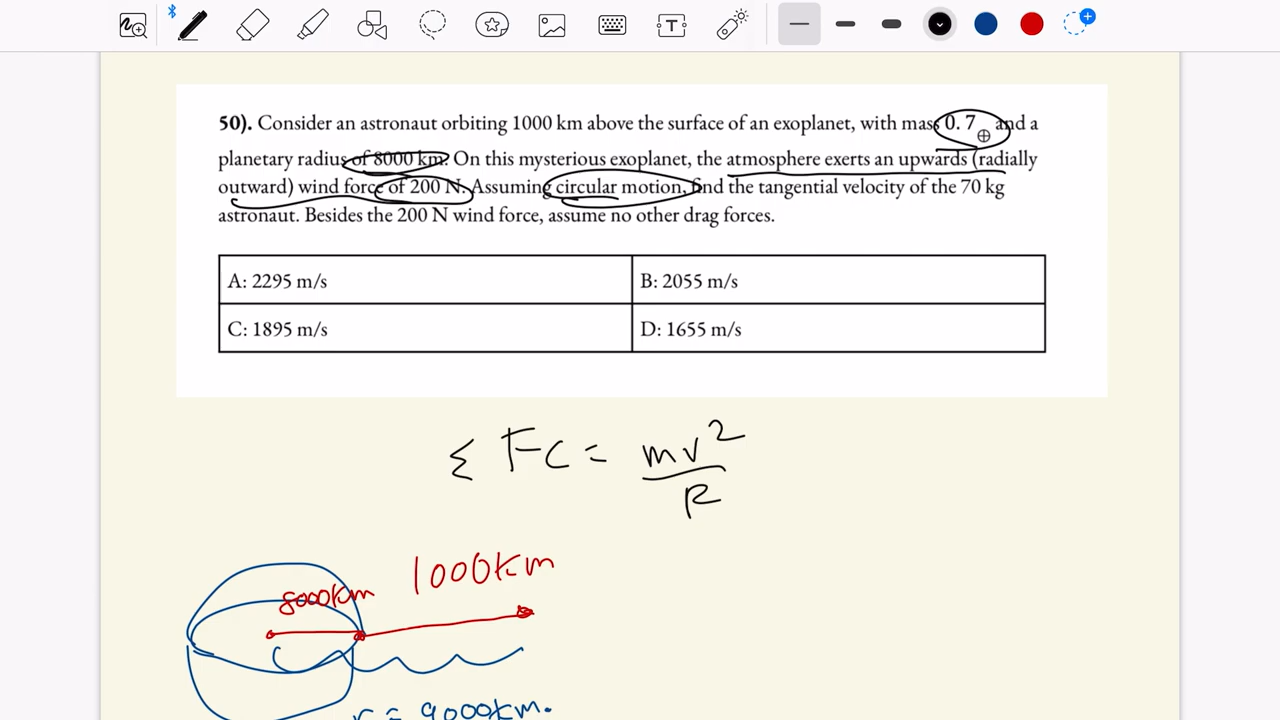 50). Consider an astronaut orbiting 1000 km above the surface of an exoplanet, with mass 0.7 ⊕ and a
planetary radius of 8000 km. On this mysterious exoplanet, the atmosphere exerts an upwards (radially
outward) wind force of 200 N. Assuming circular motion, find the tangential velocity of the 70 kg
astronaut. Besides the 200 N wind force, assume no other drag forces.
A: 2295 m/s
B: 2055 m/s
C: 1895 m/s
D: 1655 m/s
Σ Fc = mv²
R
1000km
8000km
r = 9000km.